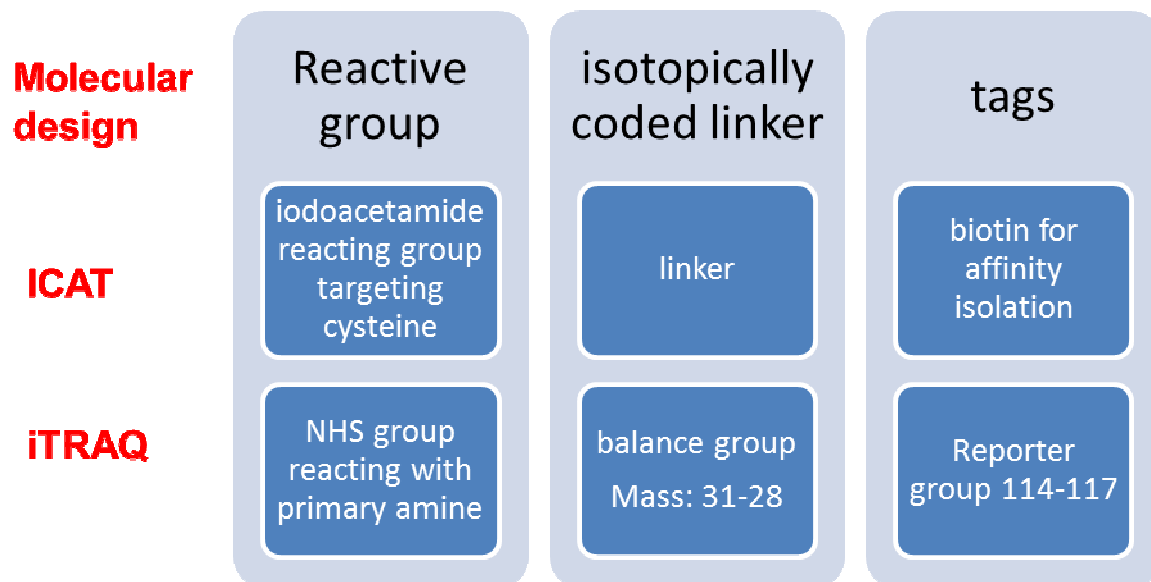 Molecular
design
Reactive
group
isotopically
coded linker
tags
ICAT
iodoacetamide
reacting group
targeting
cysteine
linker
biotin for
affinity
isolation
iTRAQ
NHS group
reacting with
primary amine
balance group
Mass: 31-28
Reporter
group 114-117